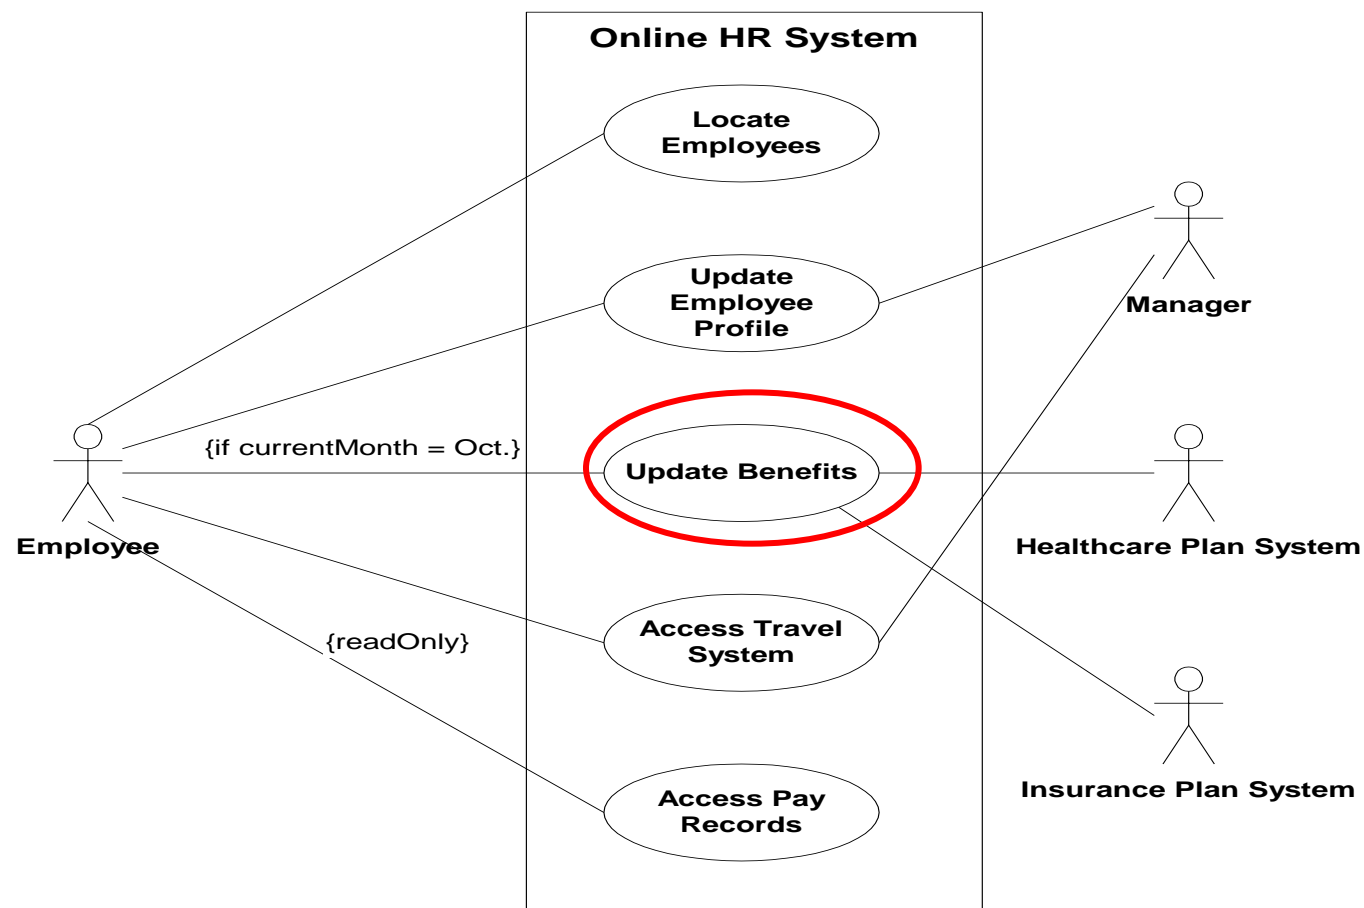 Online HR System
Locate
Employees
Update
Employee
Profile
Manager
{if currentMonth = Oct.}
Update Benefits
Employee
Healthcare Plan System
{readOnly}
Access Travel
System
Insurance Plan System
Access Pay
Records